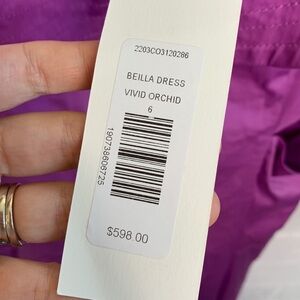 2203CO3120286
BEILLA DRESS
VIVID ORCHID
6
190738606725
$598.00